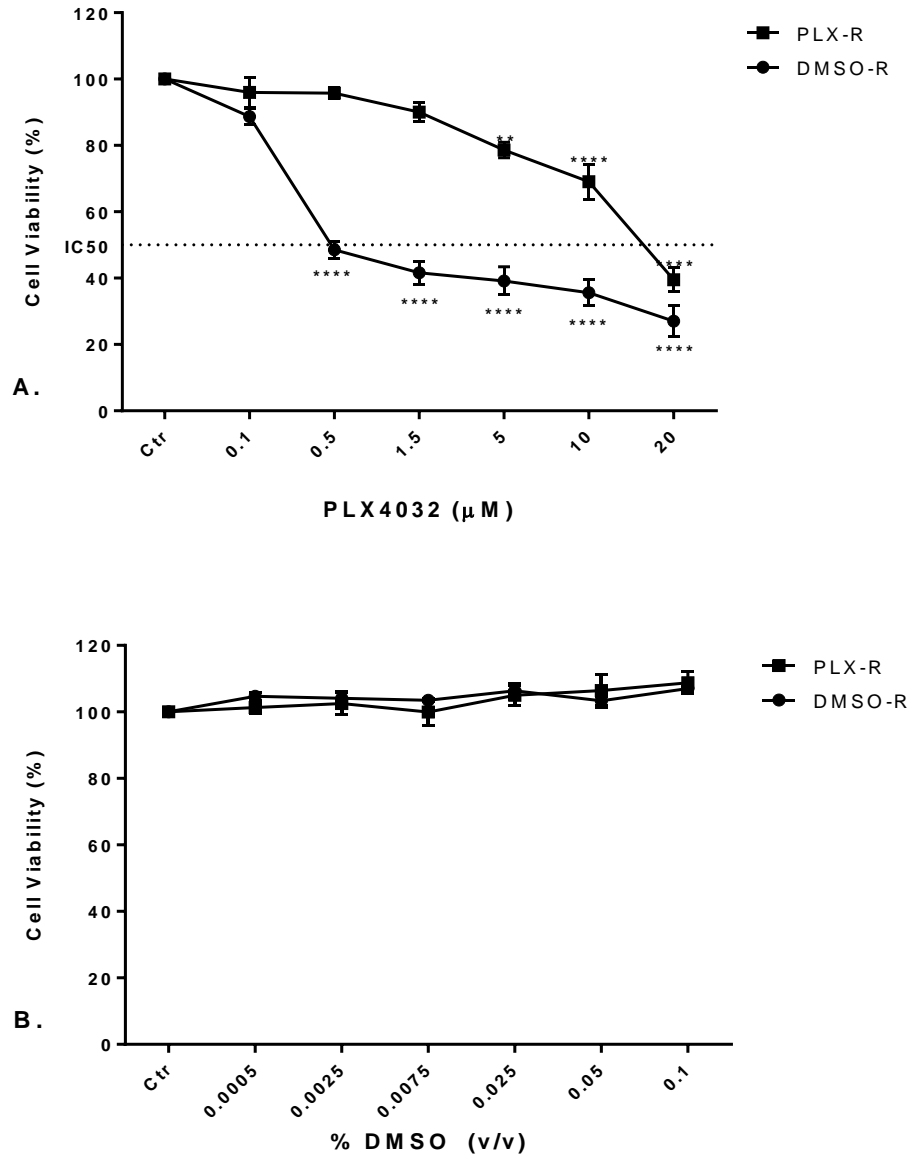 PLX-R
DMSO-R
120
100
80
60
IC50
40
20
0
Cell Viability (%)
**
****
****
****
****
****
****
****
A.
Ctr
0.1
0.5
1.5
5
10
20
PLX4032 (μM)
PLX-R
DMSO-R
120
100
80
60
40
20
0
Cell Viability (%)
B.
Ctr
0.0005
0.0025
0.0075
0.025
0.05
0.1
% DMSO (v/v)